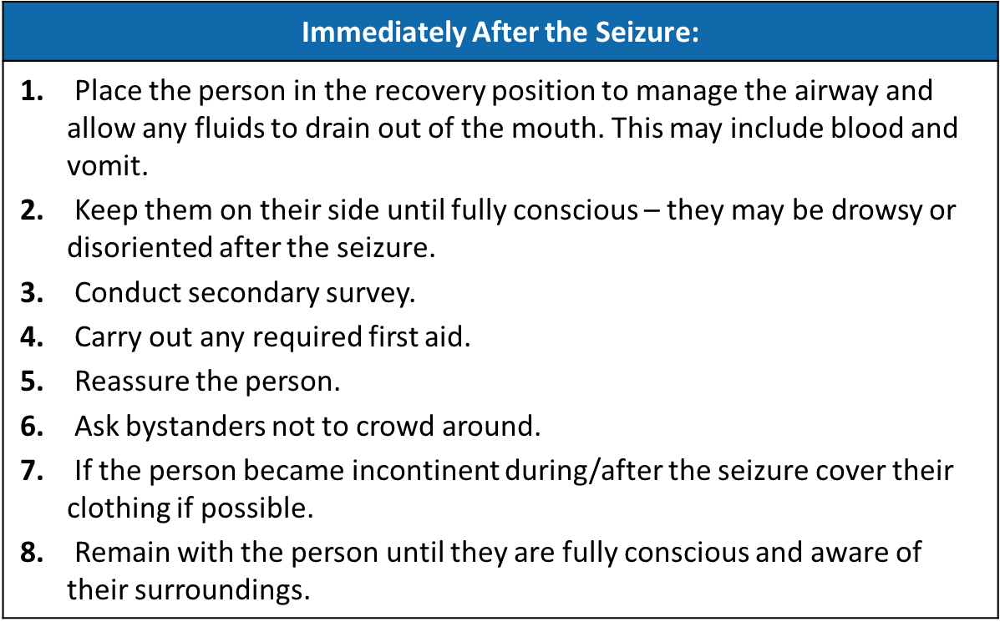 Immediately After the Seizure:
1. Place the person in the recovery position to manage the airway and
allow any fluids to drain out of the mouth. This may include blood and
vomit.
2. Keep them on their side until fully conscious – they may be drowsy or
disoriented after the seizure.
3. Conduct secondary survey.
4. Carry out any required first aid.
5. Reassure the person.
6. Ask bystanders not to crowd around.
7. If the person became incontinent during/after the seizure cover their
clothing if possible.
8. Remain with the person until they are fully conscious and aware of
their surroundings.